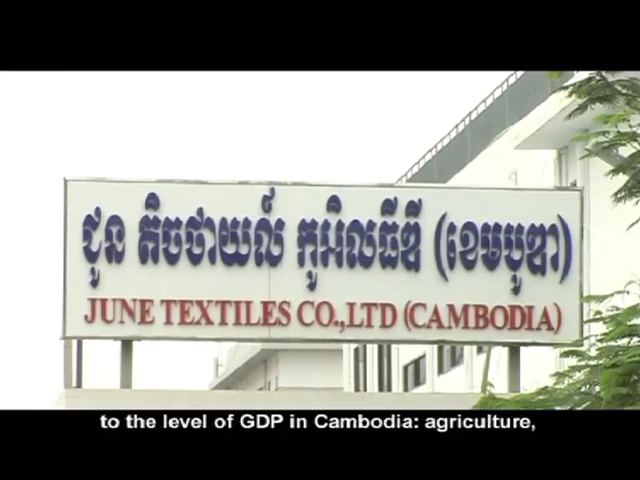 ជូន តិចថាយល៍ កូអិលធីឌី (ខេមបូឌា)
JUNE TEXTILES CO.,LTD (CAMBODIA)
to the level of GDP in Cambodia: agriculture,